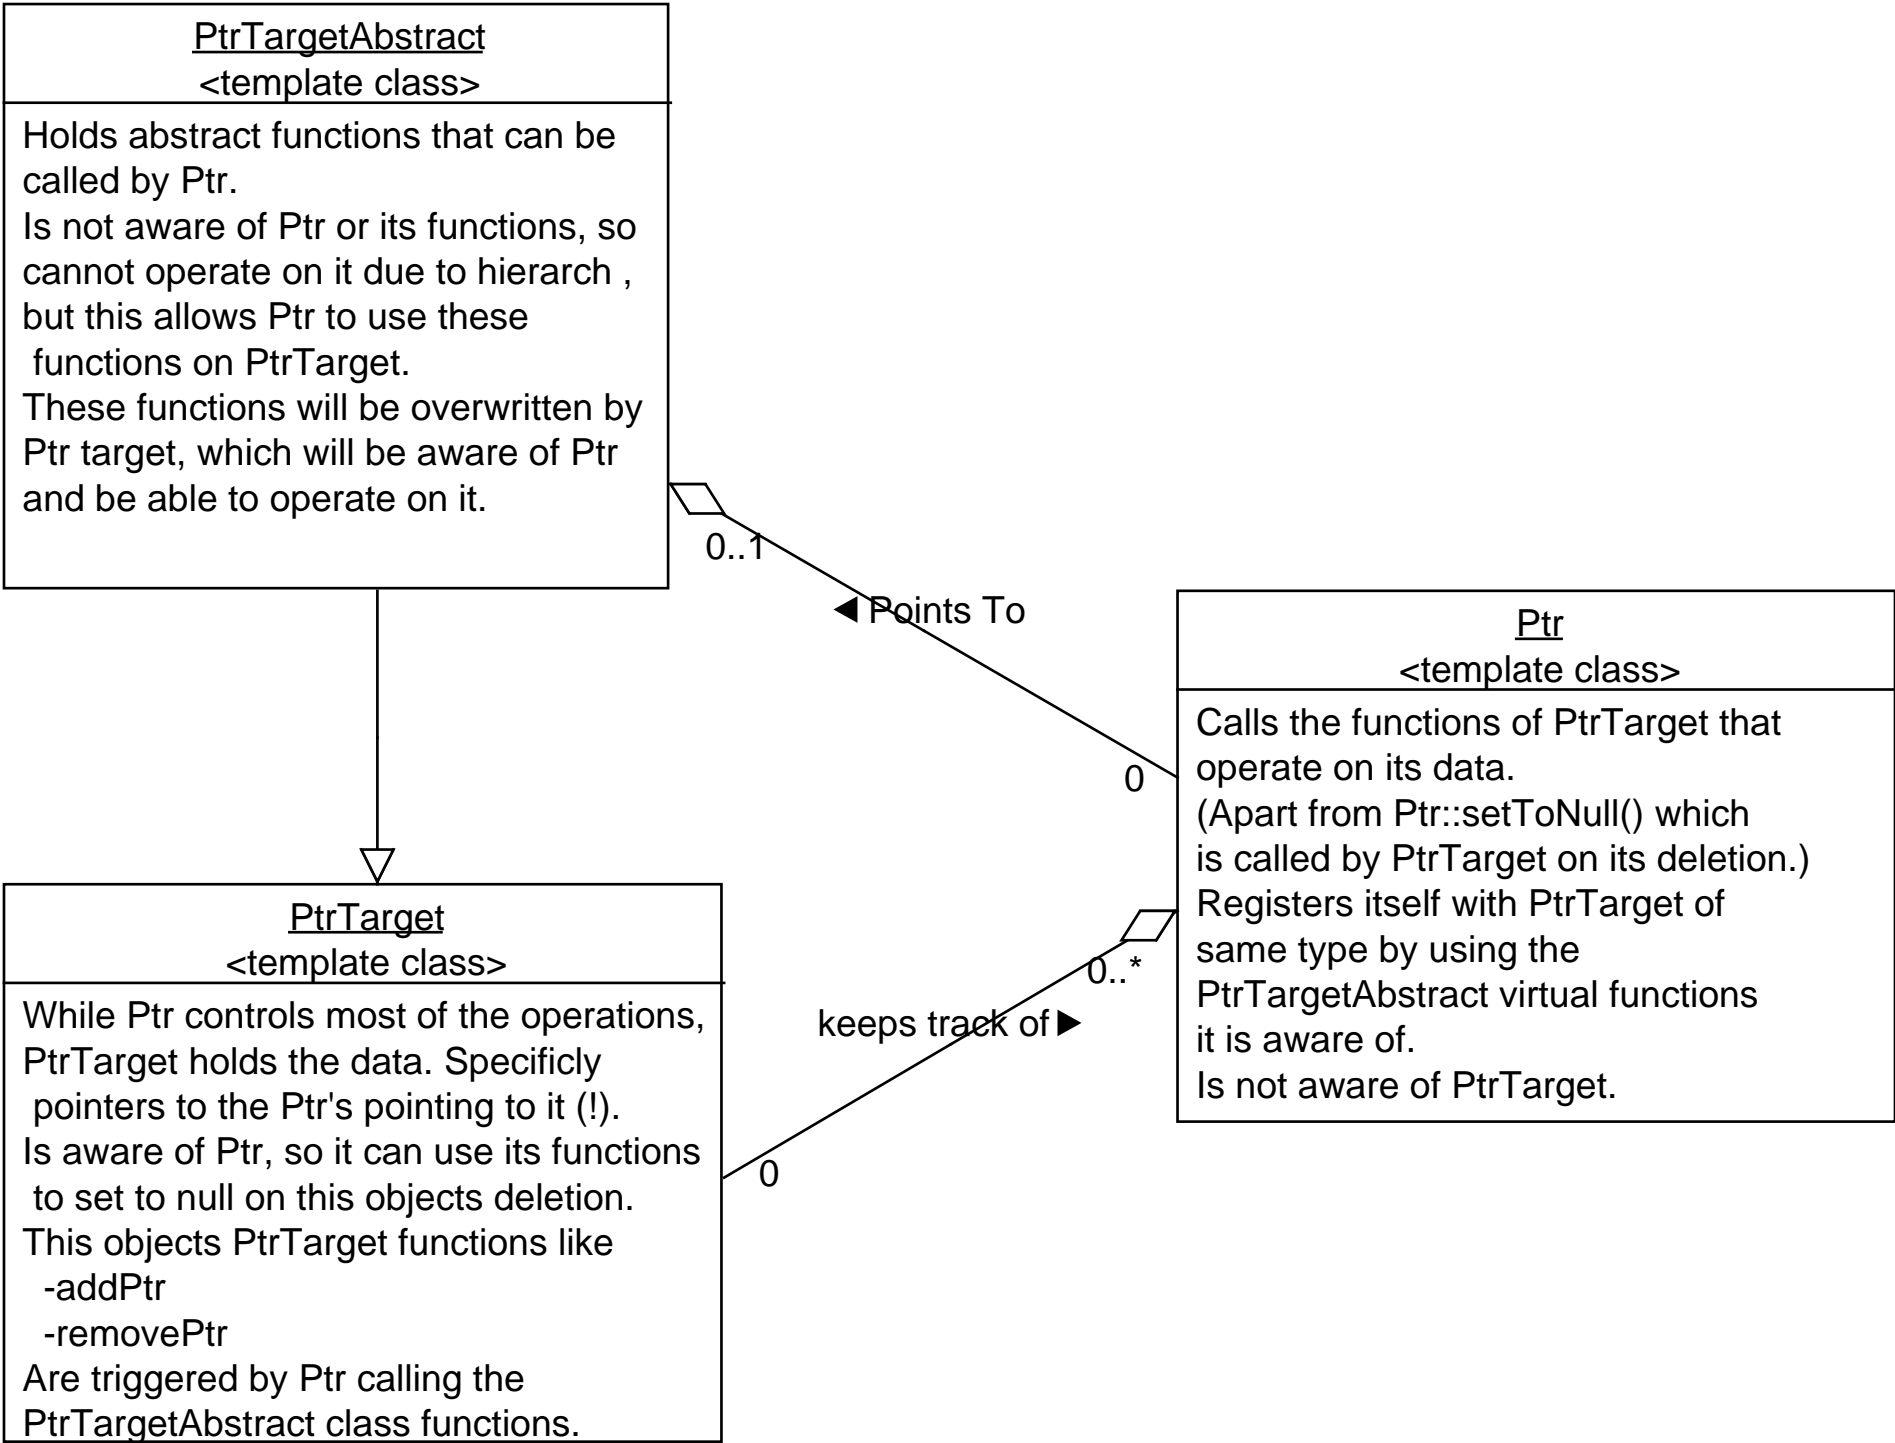 PtrTargetAbstract
<template class>
Holds abstract functions that can be
called by Ptr.
Is not aware of Ptr or its functions, so
cannot operate on it due to hierarch ,
but this allows Ptr to use these
functions on PtrTarget.
These functions will be overwritten by
Ptr target, which will be aware of Ptr
and be able to operate on it.
0..1
◀ Points To
0
Ptr
<template class>
Calls the functions of PtrTarget that
operate on its data.
(Apart from Ptr::setToNull() which
is called by PtrTarget on its deletion.)
Registers itself with PtrTarget of
same type by using the
PtrTargetAbstract virtual functions
it is aware of.
Is not aware of PtrTarget.
0..*
keeps track of ▶
0
PtrTarget
<template class>
While Ptr controls most of the operations,
PtrTarget holds the data. Specificly
pointers to the Ptr's pointing to it (!).
Is aware of Ptr, so it can use its functions
to set to null on this objects deletion.
This objects PtrTarget functions like
-addPtr
-removePtr
Are triggered by Ptr calling the
PtrTargetAbstract class functions.